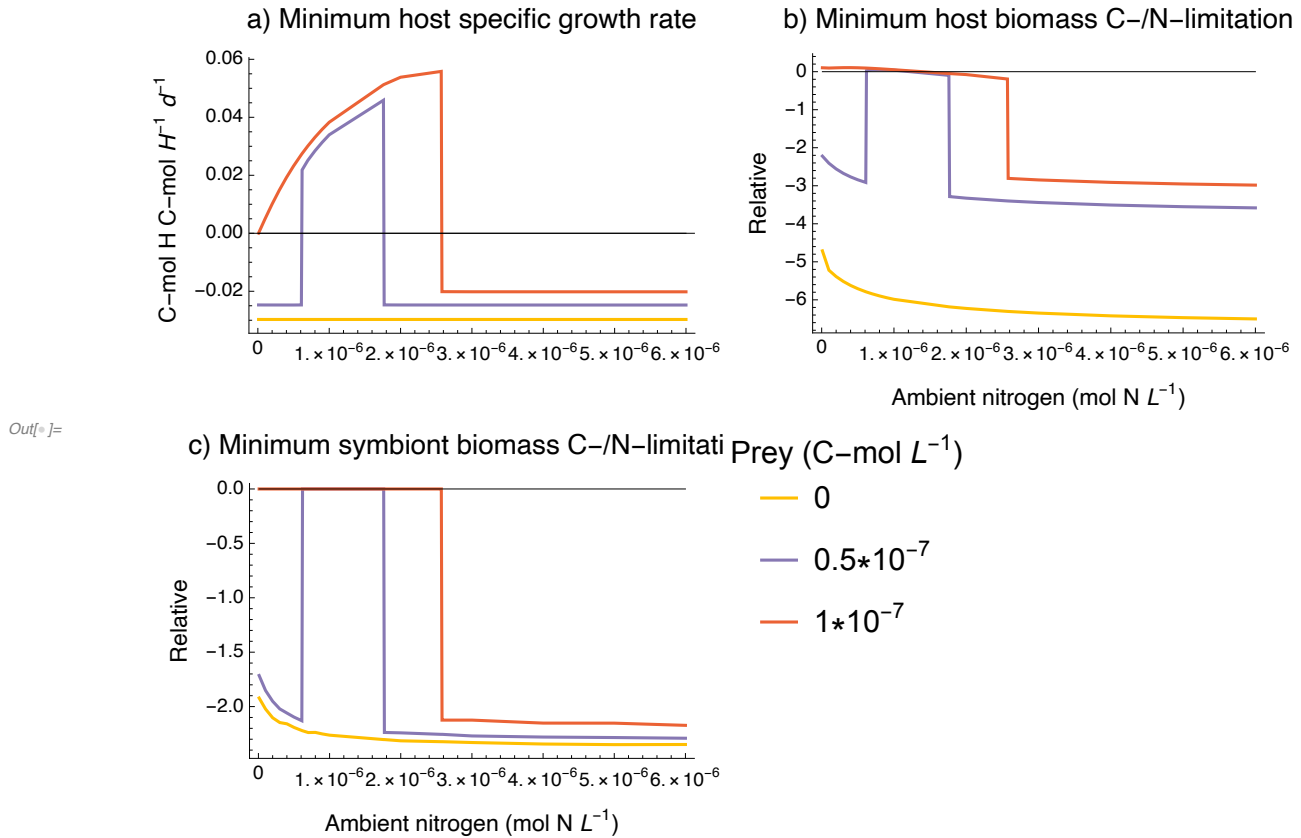 a) Minimum host specific growth rate
C−mol H C−mol H⁻¹ d⁻¹
0.06
0.04
0.02
0.00
−0.02
0 1.×10⁻⁶ 2.×10⁻⁶ 3.×10⁻⁶ 4.×10⁻⁶ 5.×10⁻⁶ 6.×10⁻⁶
b) Minimum host biomass C−/N−limitation
Relative
0
−1
−2
−3
−4
−5
−6
0 1.×10⁻⁶ 2.×10⁻⁶ 3.×10⁻⁶ 4.×10⁻⁶ 5.×10⁻⁶ 6.×10⁻⁶
Ambient nitrogen (mol N L⁻¹)
Out[•]=
c) Minimum symbiont biomass C−/N−limitati
Relative
0.0
−0.5
−1.0
−1.5
−2.0
0 1.×10⁻⁶ 2.×10⁻⁶ 3.×10⁻⁶ 4.×10⁻⁶ 5.×10⁻⁶ 6.×10⁻⁶
Ambient nitrogen (mol N L⁻¹)
Prey (C−mol L⁻¹)
0
0.5*10⁻⁷
1*10⁻⁷